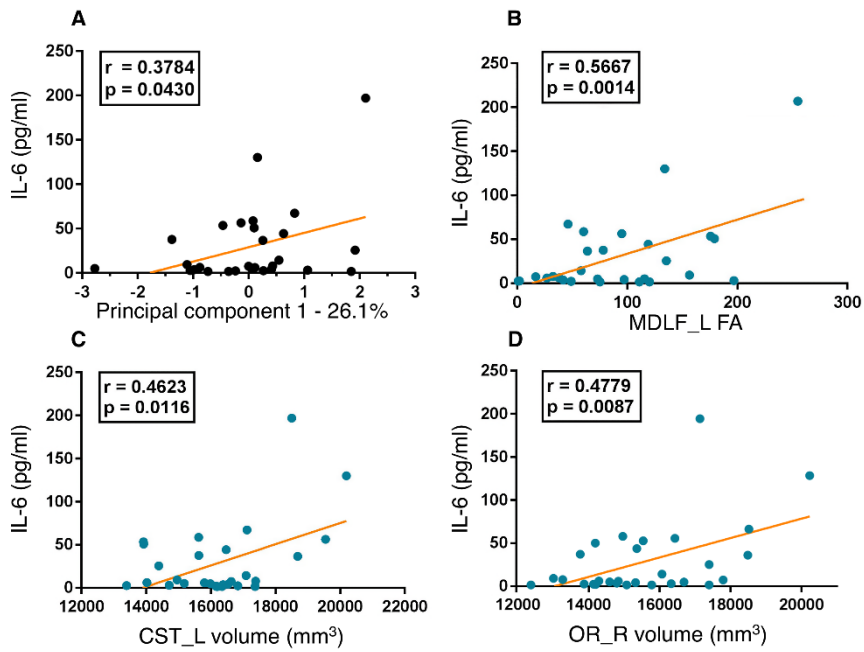 A
250
200
150
100
50
0
IL-6 (pg/ml)
r = 0.3784
p = 0.0430
-3 -2 -1 0 1 2 3
Principal component 1 - 26.1%
B
250
200
150
100
50
0
IL-6 (pg/ml)
r = 0.5667
p = 0.0014
0 100 200 300
MDLF_L FA
C
250
200
150
100
50
0
IL-6 (pg/ml)
r = 0.4623
p = 0.0116
12000 14000 16000 18000 20000 22000
CST_L volume (mm³)
D
250
200
150
100
50
0
IL-6 (pg/ml)
r = 0.4779
p = 0.0087
12000 14000 16000 18000 20000
OR_R volume (mm³)